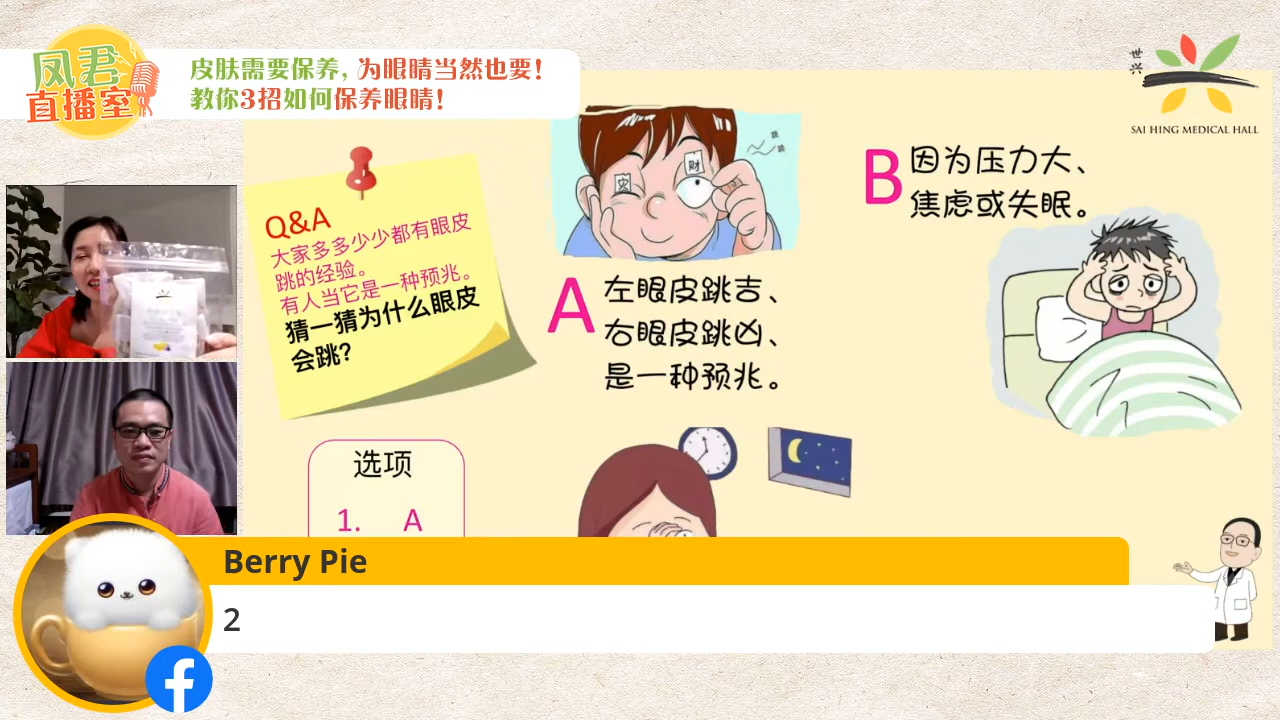 凤君
直播室
皮肤需要保养, 为眼睛当然也要!
教你3招如何保养眼睛!
世兴
SAI HING MEDICAL HALL
Q&A
大家多多少少都有眼皮
跳的经验。
有人当它是一种预兆。
猜一猜为什么眼皮
会跳?
灾
财
跳
跳
A
左眼皮跳吉、
右眼皮跳凶、
是一种预兆。
B
因为压力大、
焦虑或失眠。
选项
1. A
Berry Pie
2